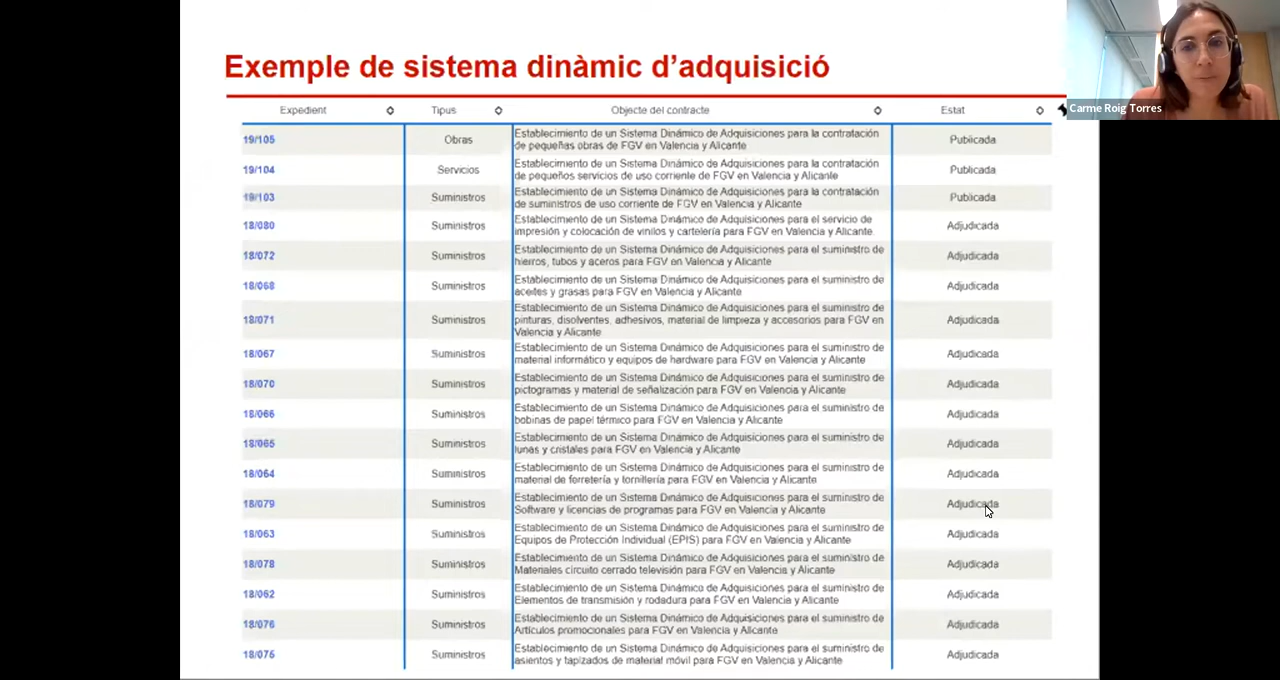 Exemple de sistema dinàmic d'adquisició
Carme Roig Torres
Expedient Tipus Objecte del contracte Estat
19/105 Obras Establecimiento de un Sistema Dinámico de Adquisiciones para la contratación
de pequeñas obras de FGV en Valencia y Alicante Publicada
19/104 Servicios Establecimiento de un Sistema Dinámico de Adquisiciones para la contratación
de pequeños servicios de uso corriente de FGV en Valencia y Alicante Publicada
19/103 Suministros Establecimiento de un Sistema Dinámico de Adquisiciones para la contratación
de suministros de uso corriente de FGV en Valencia y Alicante Publicada
18/080 Suministros Establecimiento de un Sistema Dinámico de Adquisiciones para el servicio de
impresión y colocación de vinilos y cartelería para FGV en Valencia y Alicante. Adjudicada
18/072 Suministros Establecimiento de un Sistema Dinámico de Adquisiciones para el suministro de
hierros, tubos y aceros para FGV en Valencia y Alicante Adjudicada
18/068 Suministros Establecimiento de un Sistema Dinámico de Adquisiciones para el suministro de
aceites y grasas para FGV en Valencia y Alicante Adjudicada
18/071 Suministros Establecimiento de un Sistema Dinámico de Adquisiciones para el suministro de
pinturas, disolventes, adhesivos, material de limpieza y accesorios para FGV en
Valencia y Alicante Adjudicada
18/067 Suministros Establecimiento de un Sistema Dinámico de Adquisiciones para el suministro de
material informático y equipos de hardware para FGV en Valencia y Alicante Adjudicada
18/070 Suministros Establecimiento de un Sistema Dinámico de Adquisiciones para el suministro de
pictogramas y material de señalización para FGV en Valencia y Alicante Adjudicada
18/066 Suministros Establecimiento de un Sistema Dinámico de Adquisiciones para el suministro de
bobinas de papel térmico para FGV en Valencia y Alicante Adjudicada
18/065 Suministros Establecimiento de un Sistema Dinámico de Adquisiciones para el suministro de
lunas y cristales para FGV en Valencia y Alicante Adjudicada
18/064 Suministros Establecimiento de un Sistema Dinámico de Adquisiciones para el suministro de
material de ferretería y tornillería para FGV en Valencia y Alicante Adjudicada
18/079 Suministros Establecimiento de un Sistema Dinámico de Adquisiciones para el suministro de
Software y licencias de programas para FGV en Valencia y Alicante Adjudicada
18/063 Suministros Establecimiento de un Sistema Dinámico de Adquisiciones para el suministro de
Equipos de Protección Individual (EPIS) para FGV en Valencia y Alicante Adjudicada
18/078 Suministros Establecimiento de un Sistema Dinámico de Adquisiciones para el suministro de
Materiales circuito cerrado televisión para FGV en Valencia y Alicante Adjudicada
18/062 Suministros Establecimiento de un Sistema Dinámico de Adquisiciones para el suministro de
Elementos de transmisión y rodadura para FGV en Valencia y Alicante Adjudicada
18/076 Suministros Establecimiento de un Sistema Dinámico de Adquisiciones para el suministro de
Artículos promocionales para FGV en Valencia y Alicante Adjudicada
18/075 Suministros Establecimiento de un Sistema Dinámico de Adquisiciones para el suministro de
asientos y tapizados de material móvil para FGV en Valencia y Alicante Adjudicada